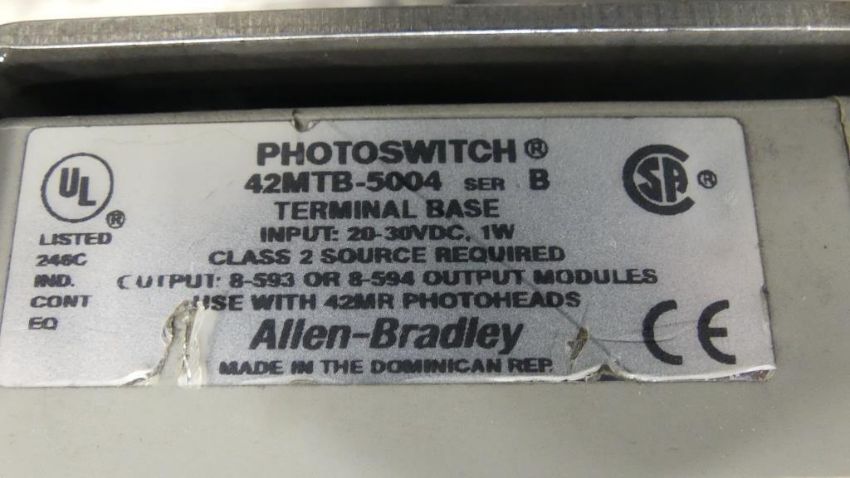 PHOTOSWITCH ®
42MTB-5004 SER B
TERMINAL BASE
INPUT: 20-30VDC, 1W
CLASS 2 SOURCE REQUIRED
OUTPUT: 8-593 OR 8-594 OUTPUT MODULES
USE WITH 42MR PHOTOHEADS
Allen-Bradley
MADE IN THE DOMINICAN REP.
UL ®
LISTED
246C
IND.
CONT
EQ
SA ®
CE